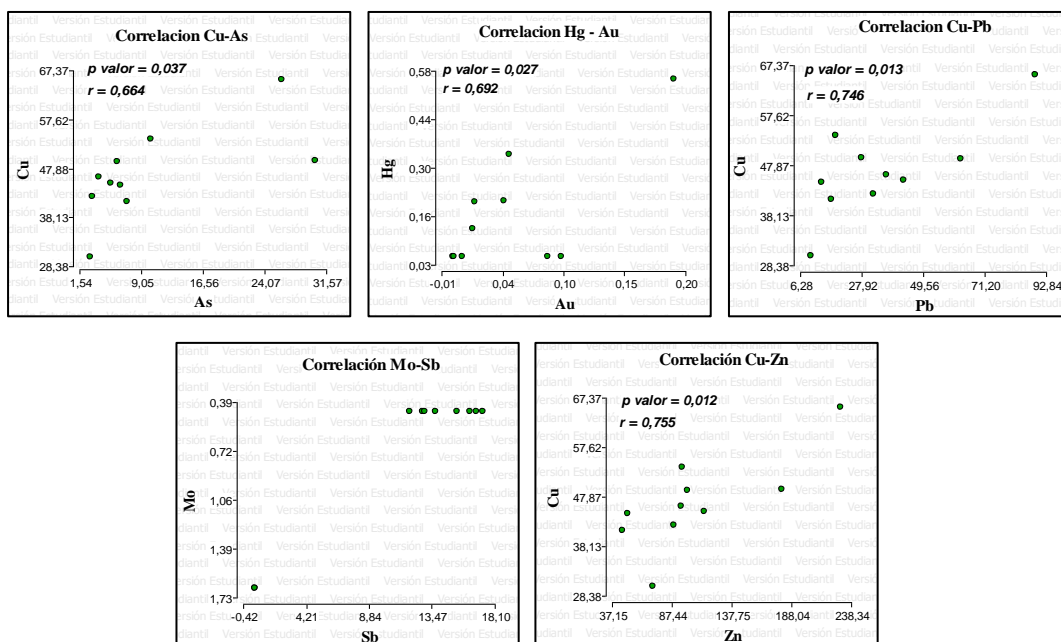 Correlacion Cu-As
p valor = 0,037
r = 0,664
67,37
57,62
47,88
38,13
28,38
Cu
1,54
9,05
16,56
24,07
31,57
As
Correlacion Hg - Au
p valor = 0,027
r = 0,692
0,58
0,44
0,30
0,16
0,03
Hg
-0,01
0,04
0,10
0,15
0,20
Au
Correlacion Cu-Pb
p valor = 0,013
r = 0,746
67,37
57,62
47,87
38,13
28,38
Cu
6,28
27,92
49,56
71,20
92,84
Pb
Correlación Mo-Sb
0,39
0,72
1,06
1,39
1,73
Mo
-0,42
4,21
8,84
13,47
18,10
Sb
Correlación Cu-Zn
p valor = 0,012
r = 0,755
67,37
57,62
47,87
38,13
28,38
Cu
37,15
87,44
137,75
188,04
238,34
Zn
Versión Estudiantil